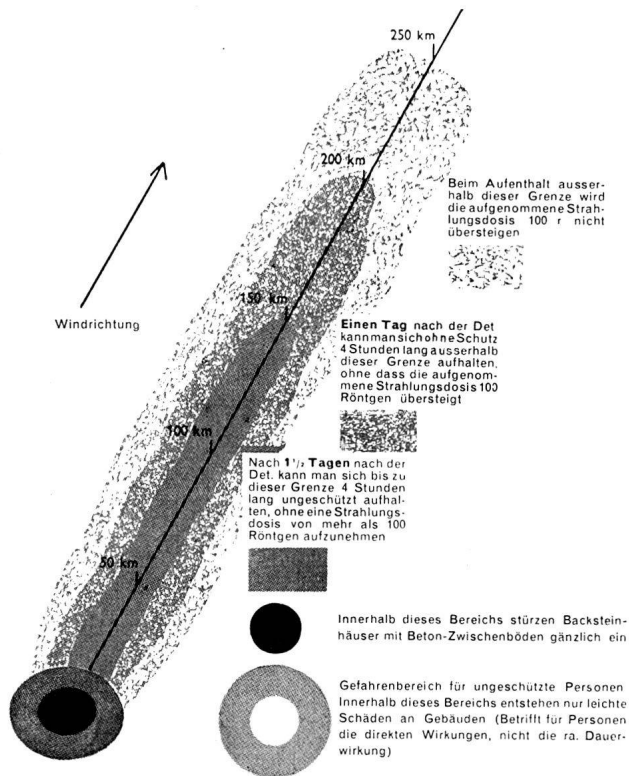 250 km
200 km
Beim Aufenthalt ausser-
halb dieser Grenze wird
die aufgenommene Strah-
lungsdosis 100 r nicht
übersteigen
150 km
Windrichtung
Einen Tag nach der Det
kann man sich ohne Schutz
4 Stunden lang ausserhalb
dieser Grenze aufhalten,
ohne dass die aufgenom-
mene Strahlungsdosis 100
Röntgen übersteigt
100 km
Nach 1 1/2 Tagen nach der
Det. kann man sich bis zu
dieser Grenze 4 Stunden
lang ungeschützt aufhal-
ten, ohne eine Strahlungs-
dosis von mehr als 100
Röntgen aufzunehmen
50 km
Innerhalb dieses Bereichs stürzen Backstein-
häuser mit Beton-Zwischenböden gänzlich ein
Gefahrenbereich für ungeschützte Personen
Innerhalb dieses Bereichs entstehen nur leichte
Schäden an Gebäuden (Betrifft für Personen
die direkten Wirkungen, nicht die ra. Dauer-
wirkung)